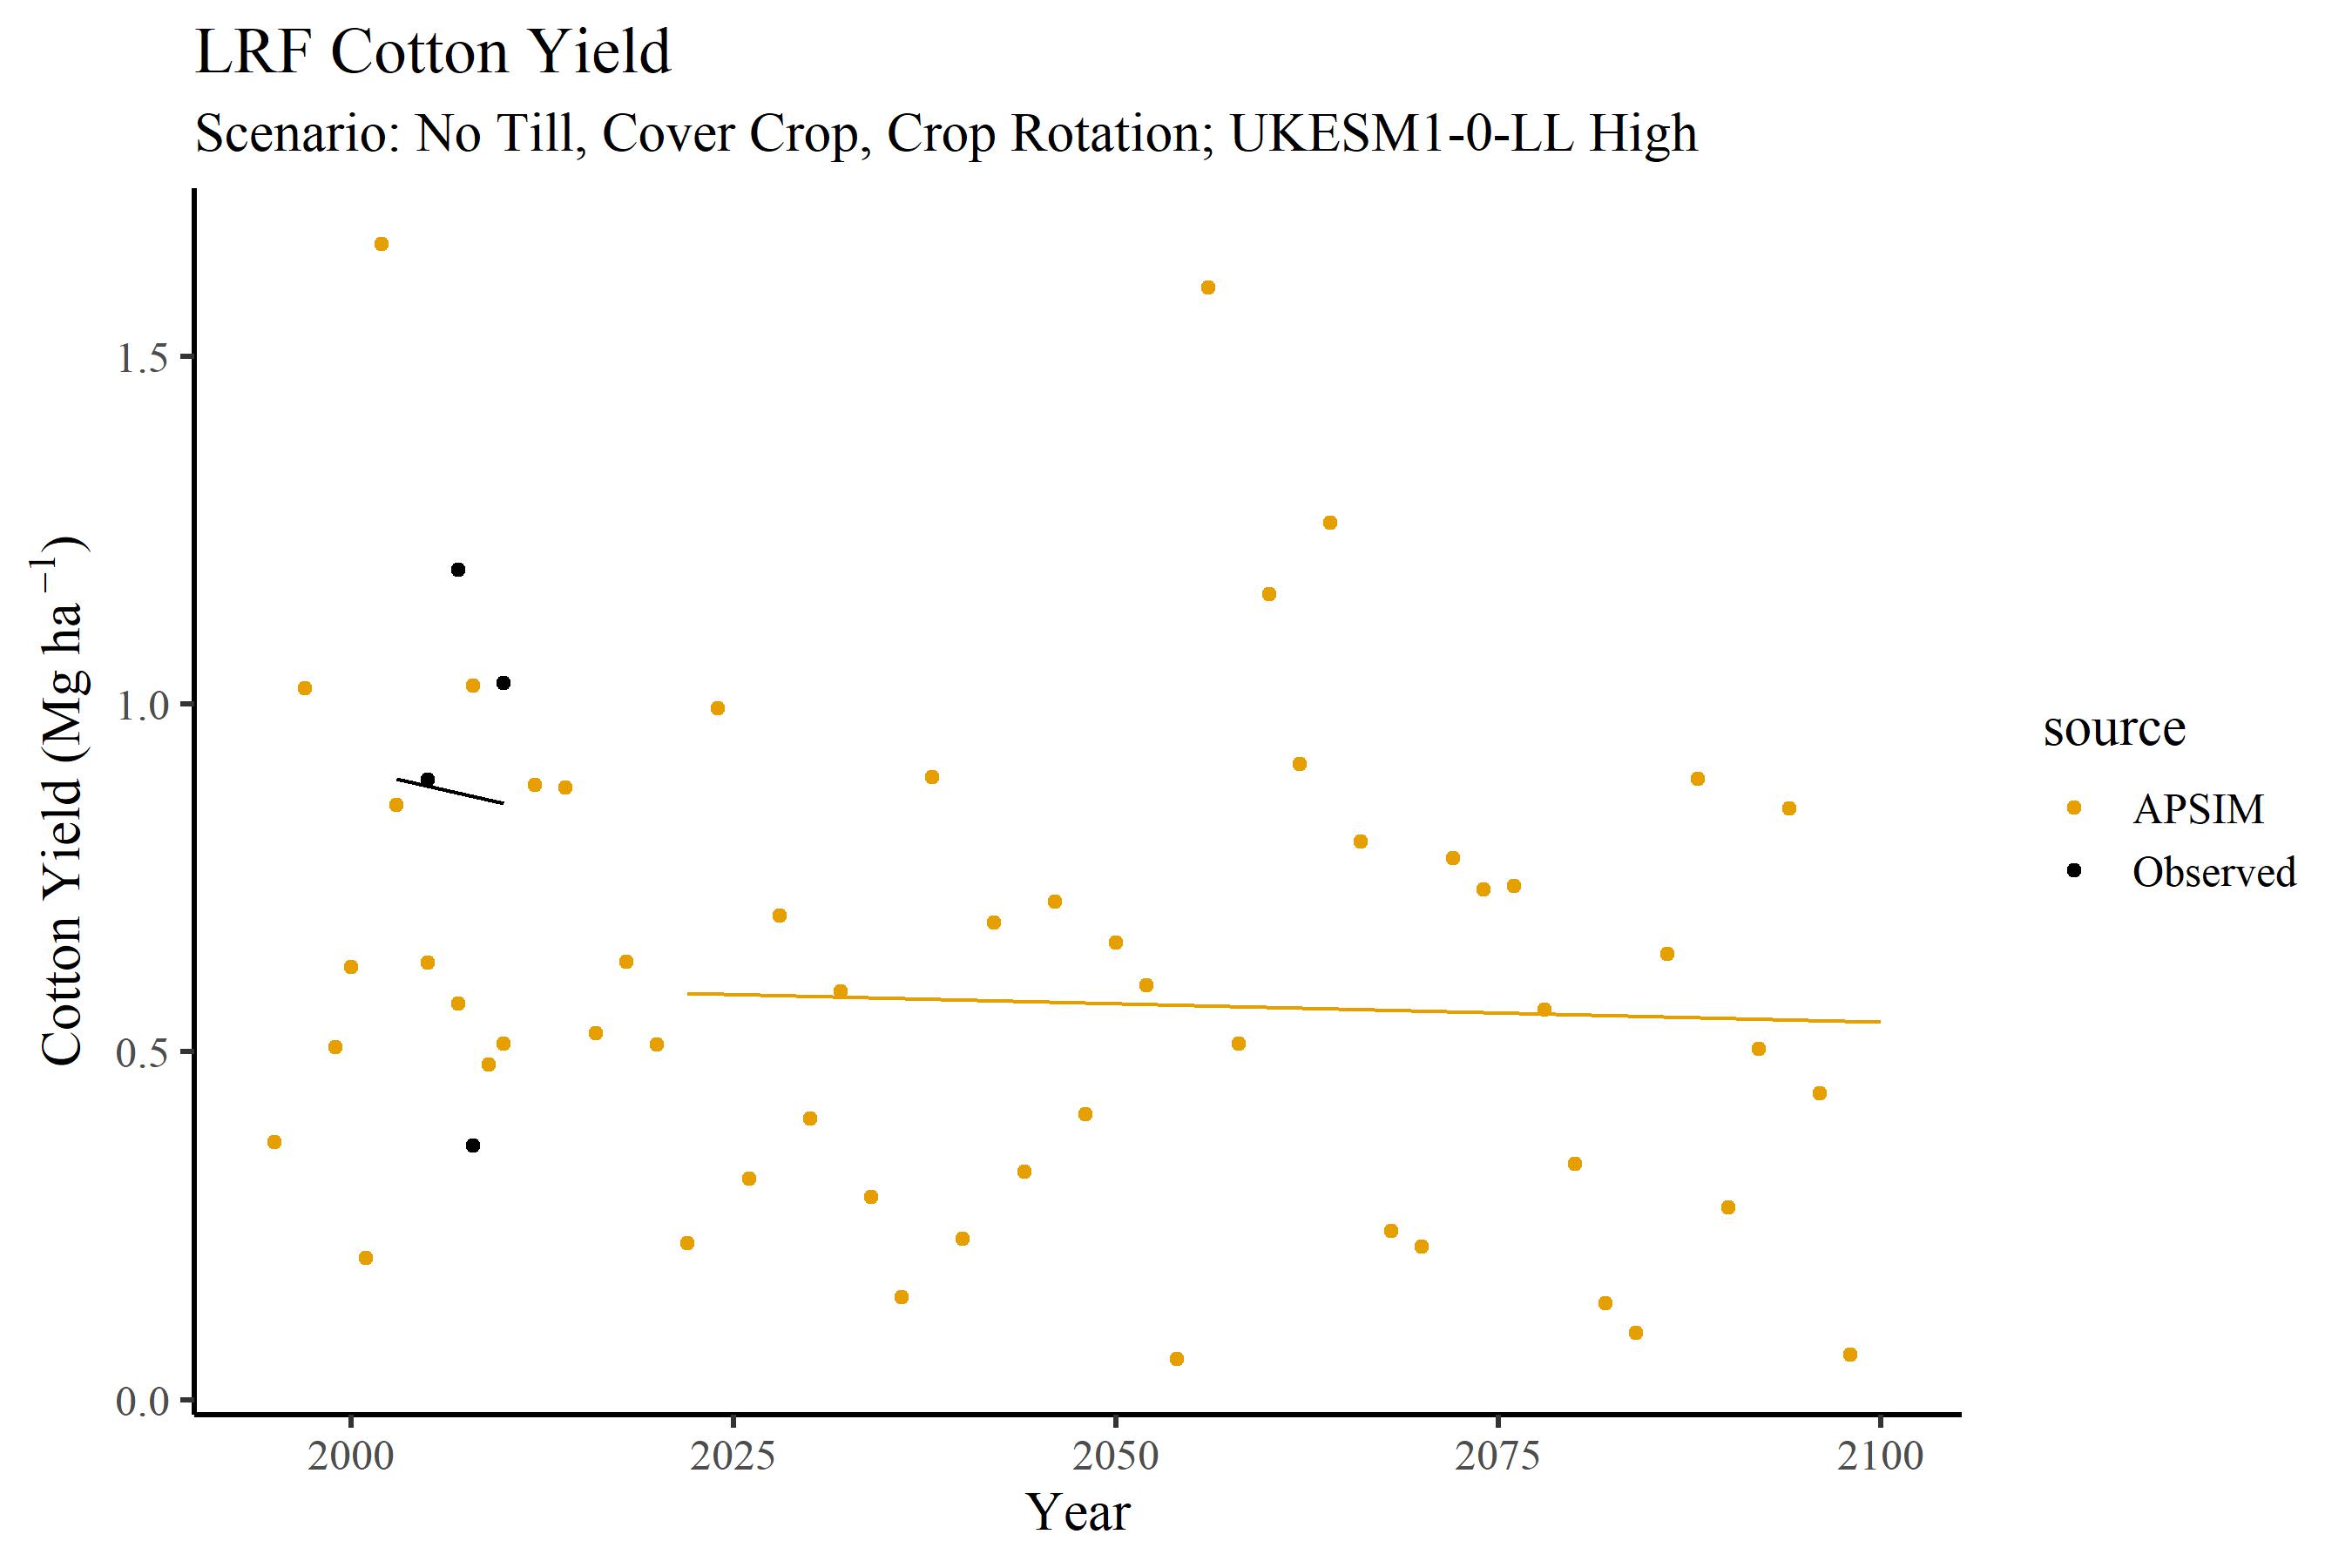 LRF Cotton Yield
Scenario: No Till, Cover Crop, Crop Rotation; UKESM1-0-LL High
Cotton Yield (Mg ha −1)
1.5
1.0
0.5
0.0
2000 2025 2050 2075 2100
Year
source
APSIM
Observed